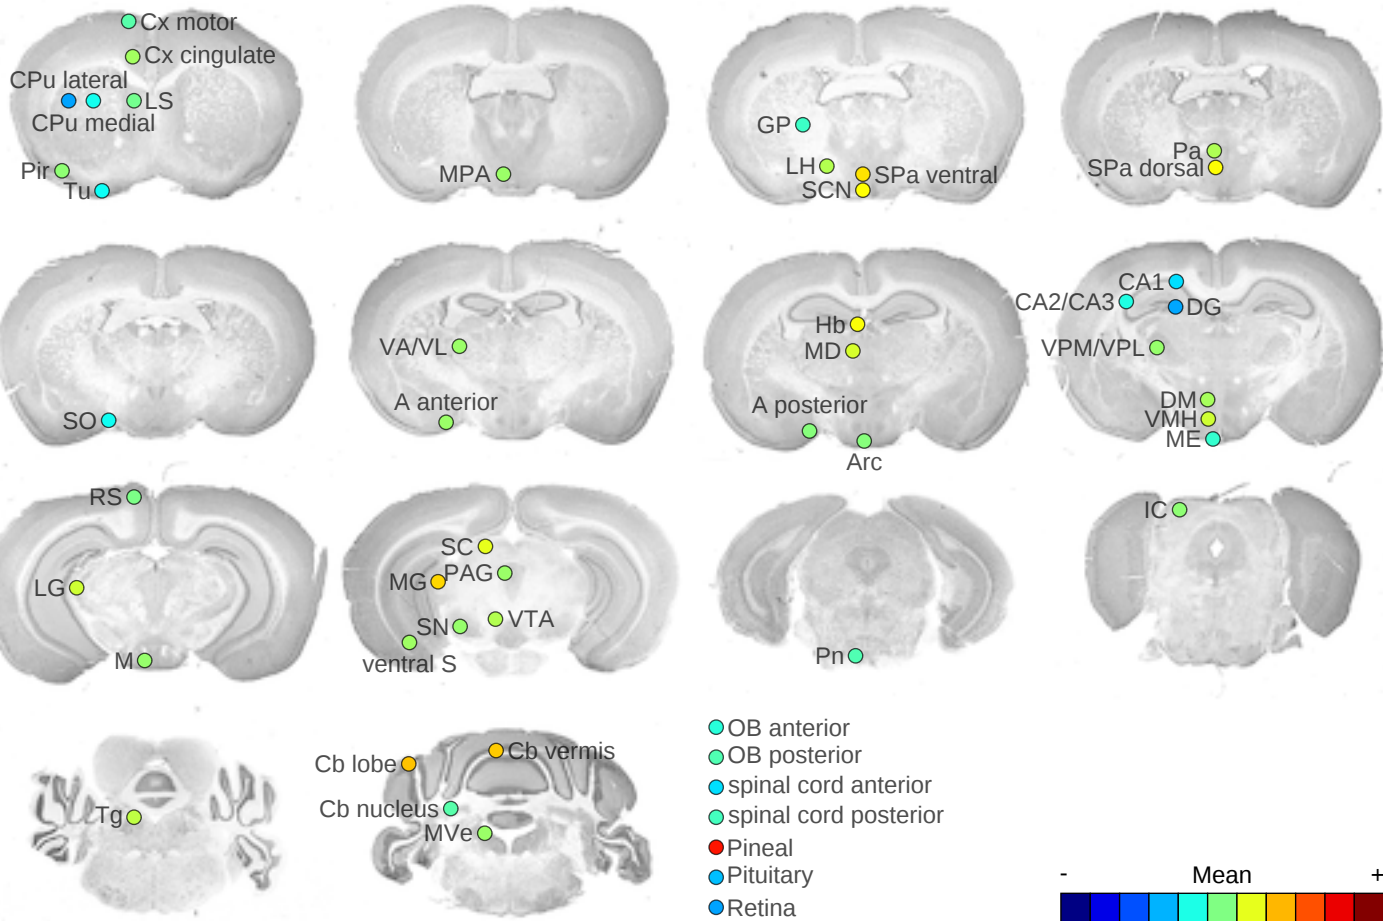 Cx motor
Cx cingulate
CPu lateral
LS
CPu medial
Pir
Tu
MPA
GP
LH
SPa ventral
SCN
Pa
SPa dorsal
SO
VA/VL
A anterior
Hb
MD
A posterior
Arc
CA1
CA2/CA3
DG
VPM/VPL
DM
VMH
ME
RS
LG
M
SC
MG
PAG
SN
VTA
ventral S
Pn
IC
Tg
Cb lobe
Cb vermis
Cb nucleus
MVe
OB anterior
OB posterior
spinal cord anterior
spinal cord posterior
Pineal
Pituitary
Retina
- Mean +